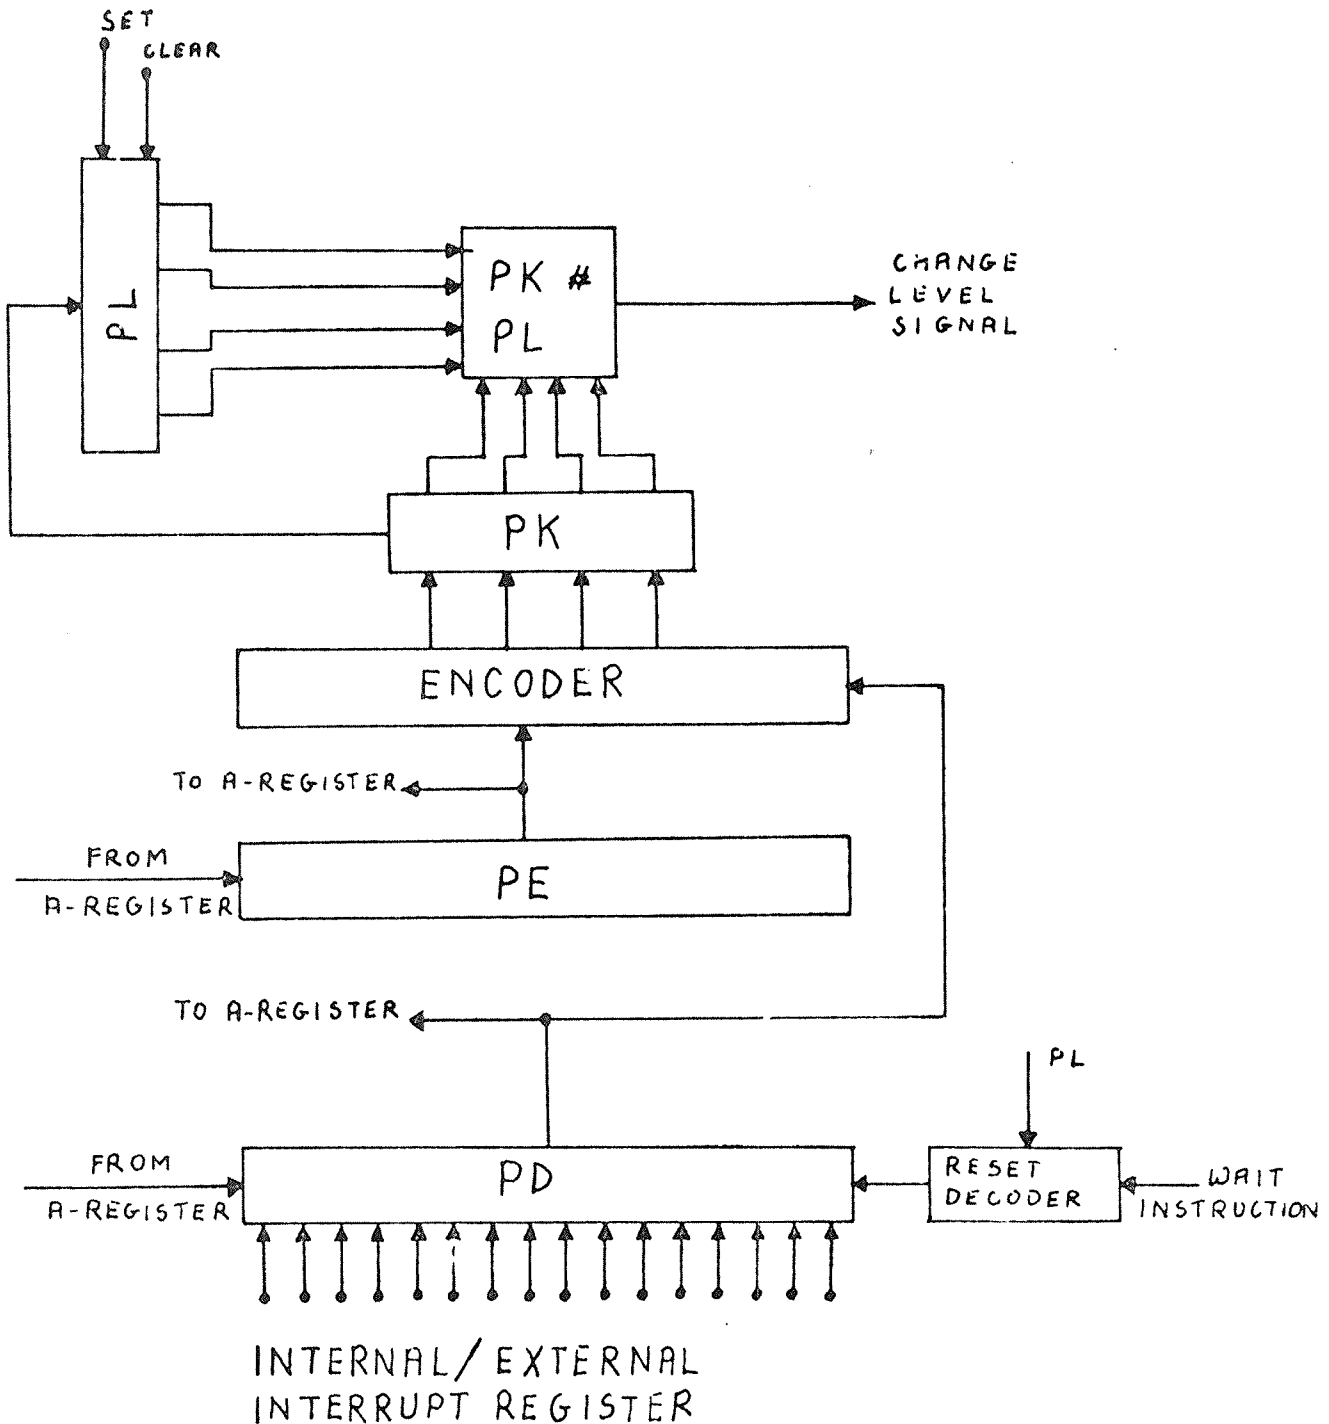 SET
CLEAR
PL
PK #
PL
CHANGE
LEVEL
SIGNAL
PK
ENCODER
TO A-REGISTER
FROM
A-REGISTER
PE
TO A-REGISTER
PL
FROM
A-REGISTER
PD
RESET
DECODER
WAIT
INSTRUCTION
INTERNAL/EXTERNAL
INTERRUPT REGISTER